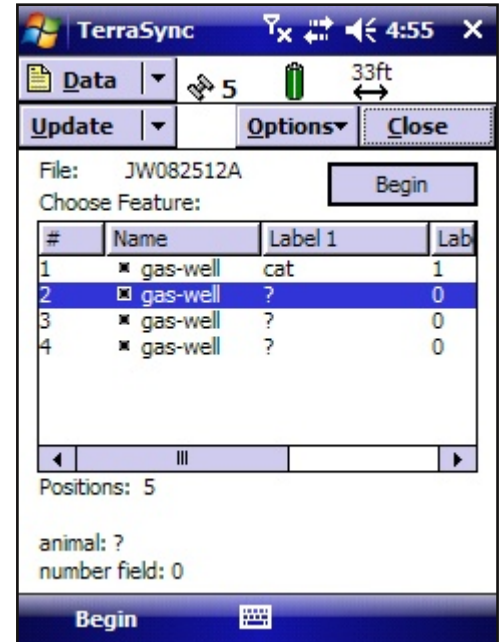 TerraSync 4:55 X
Data 5 33ft
Update Options Close
File: JW082512A Begin
Choose Feature:
# Name Label 1 Lab
1 gas-well cat 1
2 gas-well ? 0
3 gas-well ? 0
4 gas-well ? 0
Positions: 5
animal: ?
number field: 0
Begin